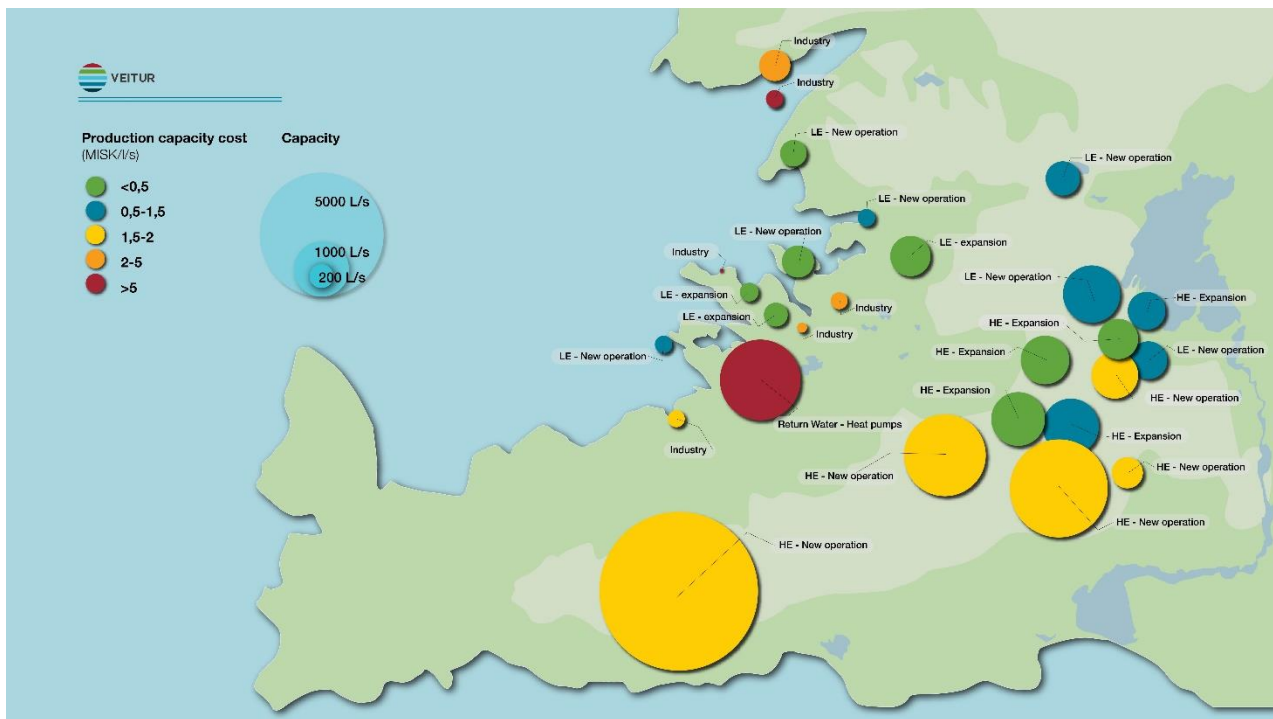 VEITUR
Production capacity cost
(MISK/l/s)
<0,5
0,5-1,5
1,5-2
2-5
>5
Capacity
5000 L/s
1000 L/s
200 L/s
Industry
Industry
LE - New operation
LE - New operation
LE - New operation
LE - New operation
LE - expansion
Industry
LE - New operation
LE - expansion
HE - Expansion
Industry
LE - expansion
HE - Expansion
Industry
LE - New operation
HE - Expansion
LE - New operation
HE - Expansion
HE - New operation
Return Water - Heat pumps
HE - Expansion
Industry
HE - New operation
HE - New operation
HE - New operation
HE - New operation